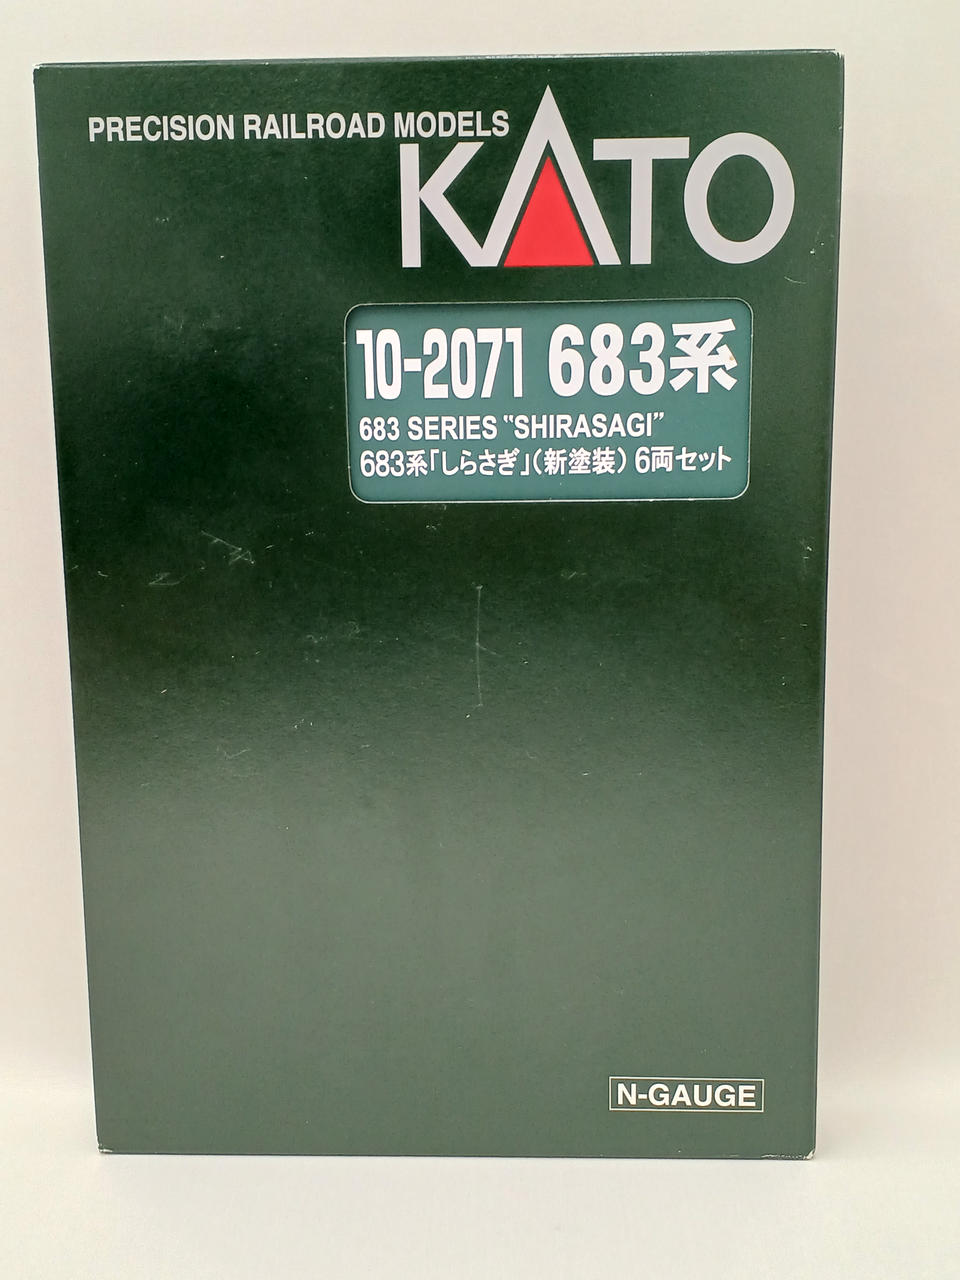 PRECISION RAILROAD MODELS
KATO
10-2071 683系
683 SERIES "SHIRASAGI"
683系「しらさぎ」(新塗装) 6両セット
N-GAUGE